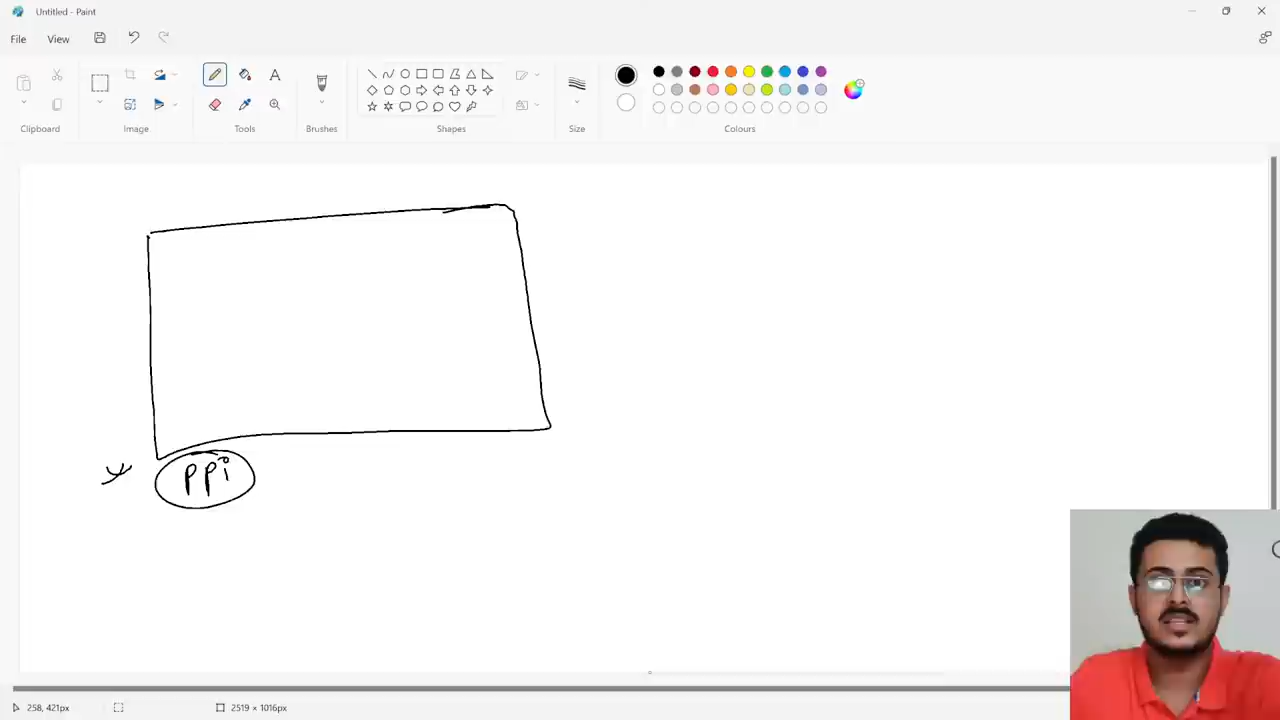 Untitled - Paint
File View
Clipboard Image Tools Brushes Shapes Size Colours
A
ppi
258, 421px 2519 × 1016px